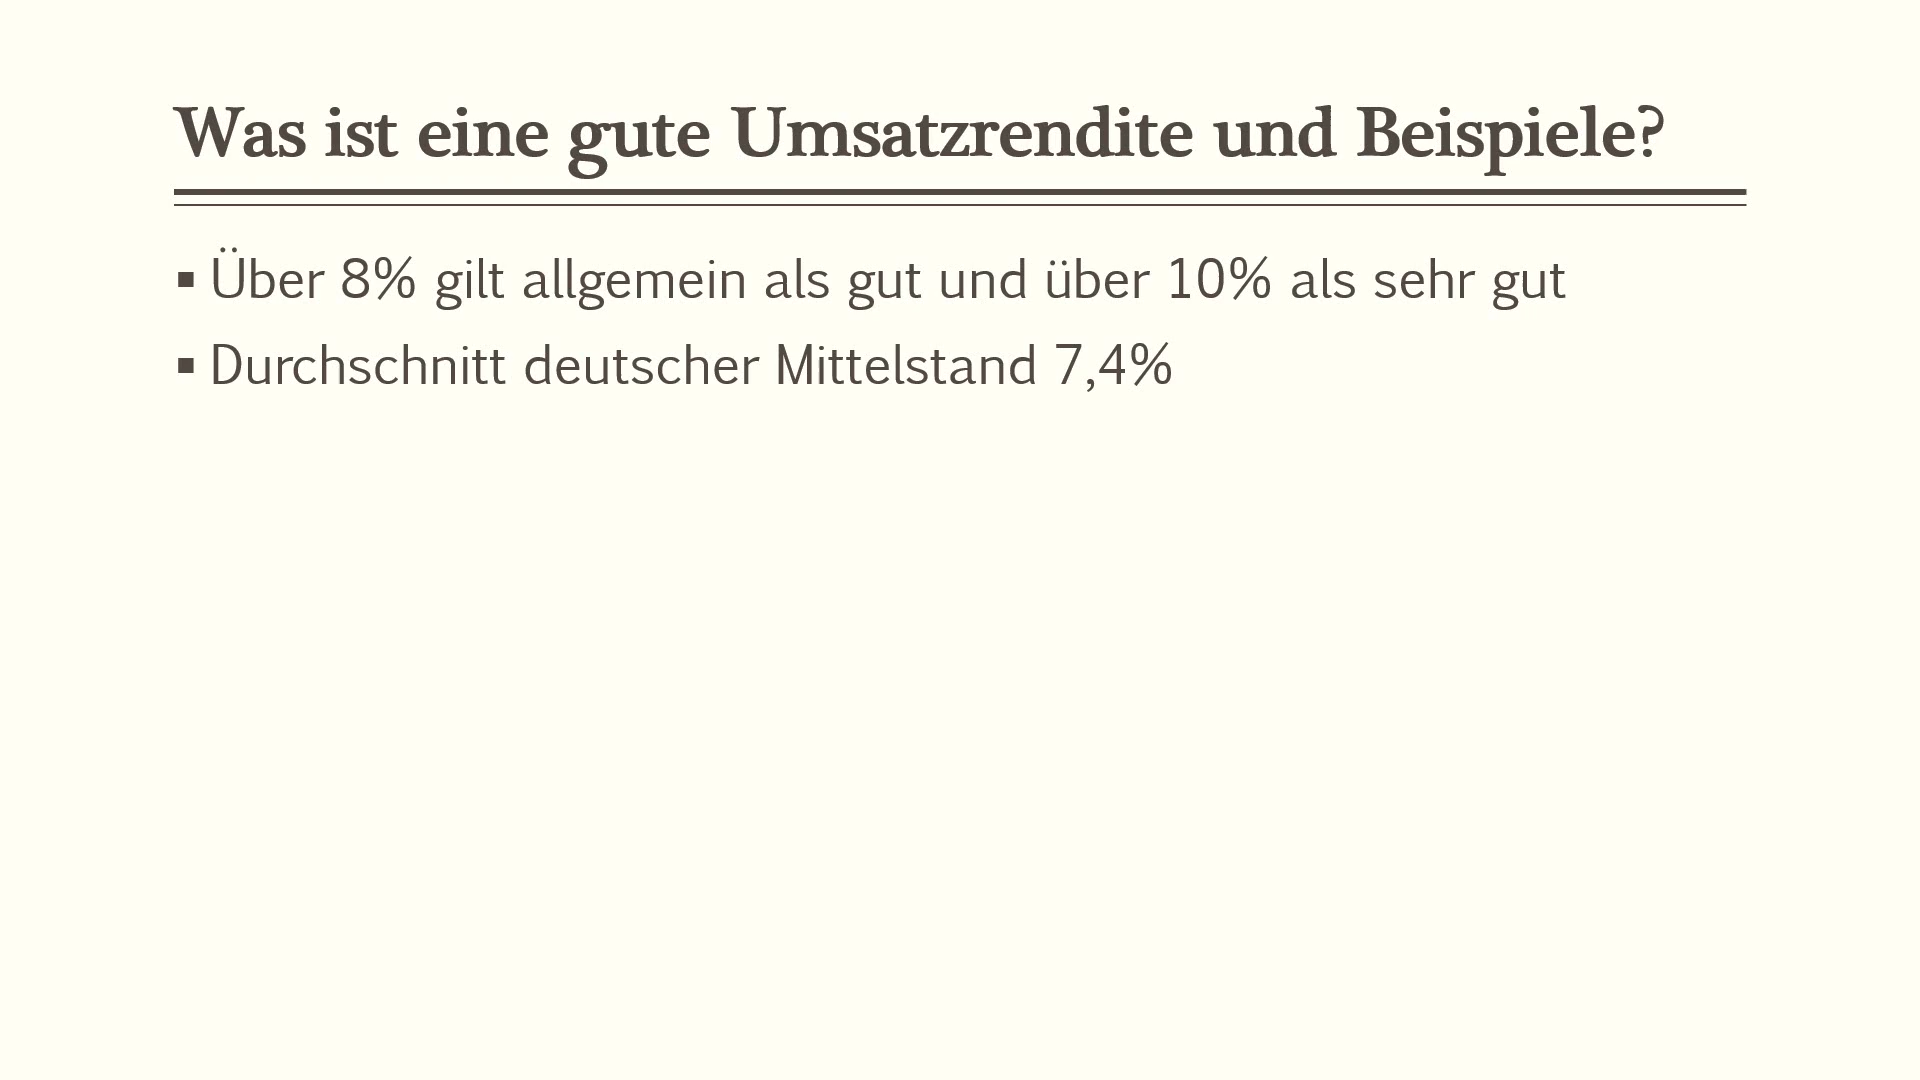 Was ist eine gute Umsatzrendite und Beispiele?
▪ Über 8% gilt allgemein als gut und über 10% als sehr gut
▪ Durchschnitt deutscher Mittelstand 7,4%